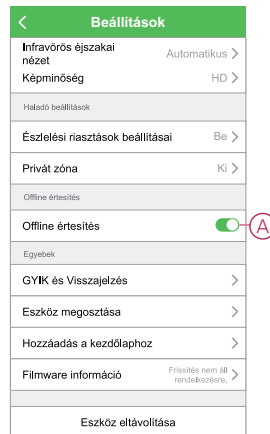 Beállítások
Infravörös éjszakai
nézet
Automatikus
Képminőség
HD
Haladó beállítások
Észlelési riasztások beállításai
Be
Privát zóna
Ki
Offline értesítés
Offline értesítés
A
Egyebek
GYIK és Visszajelzés
Eszköz megosztása
Hozzáadás a kezdőlaphoz
Filmware információ
Frissítés nem áll
rendelkezésre,
Eszköz eltávolítása